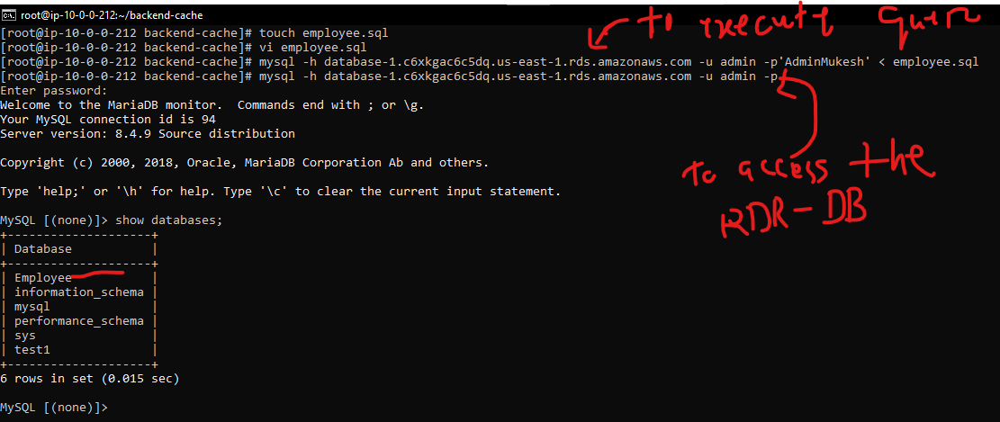 root@ip-10-0-0-212:~/backend-cache
to execute
[root@ip-10-0-0-212 backend-cache]# touch employee.sql
[root@ip-10-0-0-212 backend-cache]# vi employee.sql
[root@ip-10-0-0-212 backend-cache]# mysql -h database-1.c6xkgac6c5dq.us-east-1.rds.amazonaws.com -u admin -p'AdminMukesh' < employee.sql
[root@ip-10-0-0-212 backend-cache]# mysql -h database-1.c6xkgac6c5dq.us-east-1.rds.amazonaws.com -u admin -p
Enter password:
Welcome to the MariaDB monitor.  Commands end with ; or \g.
Your MySQL connection id is 94
Server version: 8.4.9 Source distribution
Copyright (c) 2000, 2018, Oracle, MariaDB Corporation Ab and others.
to access the
Type 'help;' or '\h' for help. Type '\c' to clear the current input statement.
RDR-DB
MySQL [(none)]> show databases;
+--------------------+
| Database           |
+--------------------+
| Employee           |
| information_schema |
| mysql              |
| performance_schema |
| sys                |
| test1              |
+--------------------+
6 rows in set (0.015 sec)
MySQL [(none)]>